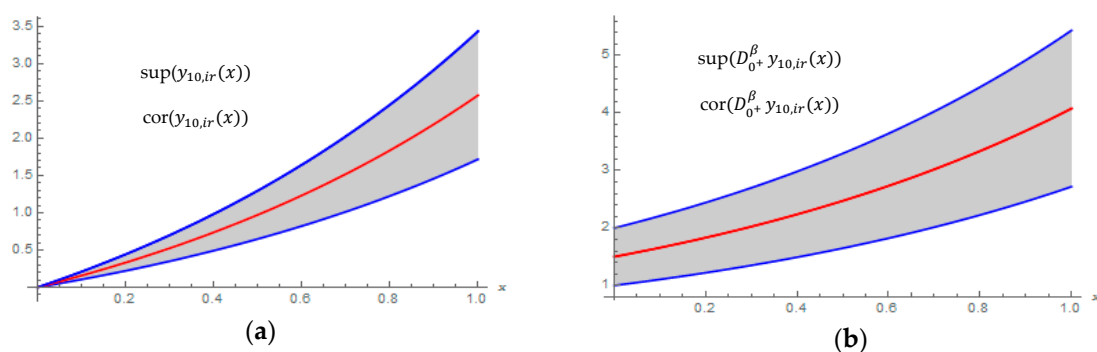 3.5
3.0
2.5
2.0
1.5
1.0
0.5
0.2 0.4 0.6 0.8 1.0 x
sup(y₁₀,ᵢᵣ(x))
cor(y₁₀,ᵢᵣ(x))
(a)
5
4
3
2
1
0.2 0.4 0.6 0.8 1.0 x
sup(D₀⁺^β y₁₀,ᵢᵣ(x))
cor(D₀⁺^β y₁₀,ᵢᵣ(x))
(b)